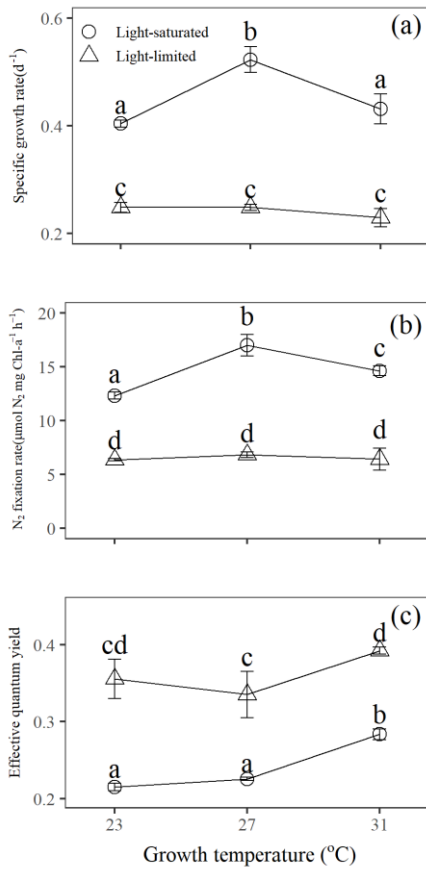 0.6
Light-saturated
(a)
Light-limited
b
a
a
0.4
c
c
c
0.2
Specific growth rate(d⁻¹)
20
(b)
b
15
c
a
10
d
d
d
5
0
N₂ fixation rate(μmol N₂ mg Chl-a⁻¹ h⁻¹)
(c)
d
cd
c
0.4
b
0.3
a
a
0.2
Effective quantum yield
23
27
31
Growth temperature (°C)